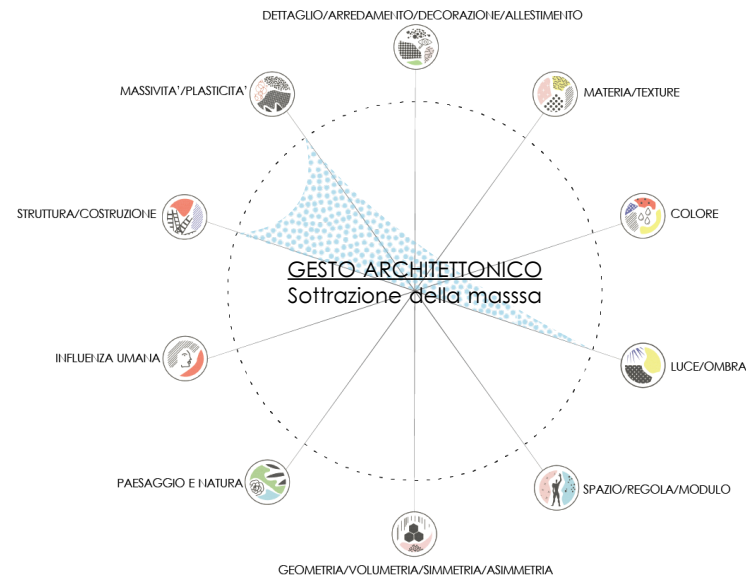 DETTAGLIO/ARREDAMENTO/DECORAZIONE/ALLESTIMENTO
MASSIVITA'/PLASTICITA'
MATERIA/TEXTURE
STRUTTURA/COSTRUZIONE
COLORE
GESTO ARCHITETTONICO
Sottrazione della masssa
INFLUENZA UMANA
LUCE/OMBRA
PAESAGGIO E NATURA
SPAZIO/REGOLA/MODULO
GEOMETRIA/VOLUMETRIA/SIMMETRIA/ASIMMETRIA